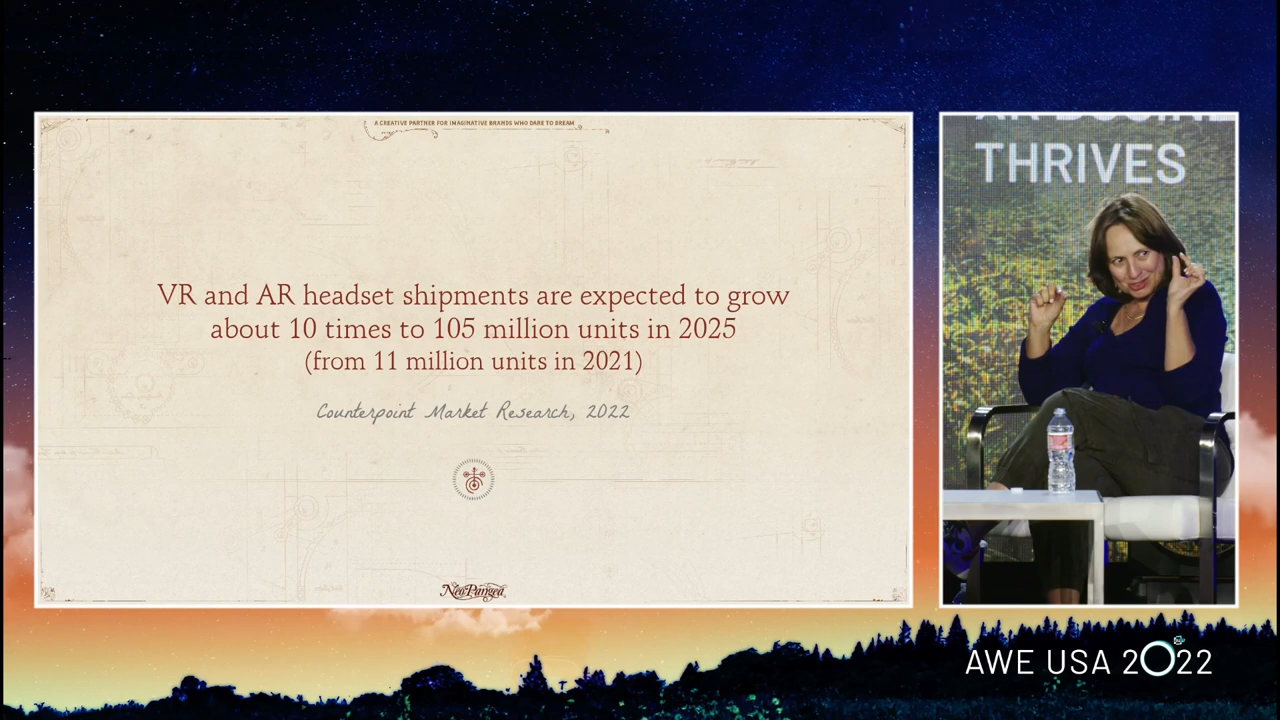 A CREATIVE PARTNER FOR IMAGINATIVE BRANDS WHO DARE TO DREAM
VR and AR headset shipments are expected to grow
about 10 times to 105 million units in 2025
(from 11 million units in 2021)
Counterpoint Market Research, 2022
NeoPangea
THRIVES
AWE USA 2022